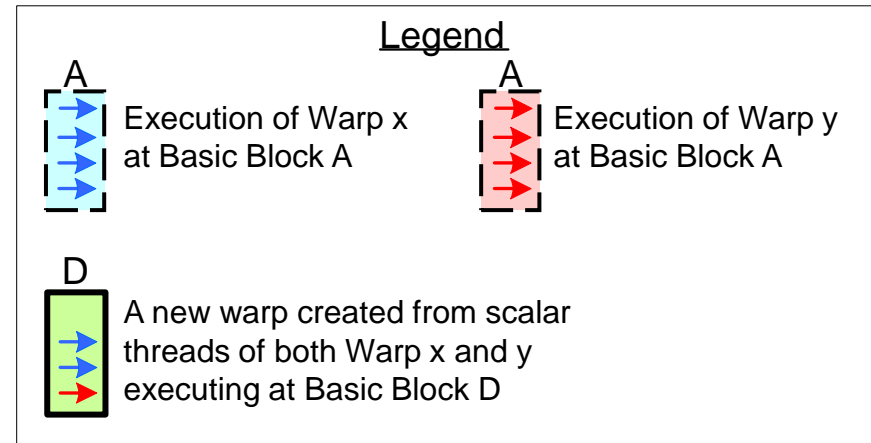 Legend
A
Execution of Warp x
at Basic Block A
A
Execution of Warp y
at Basic Block A
D
A new warp created from scalar
threads of both Warp x and y
executing at Basic Block D